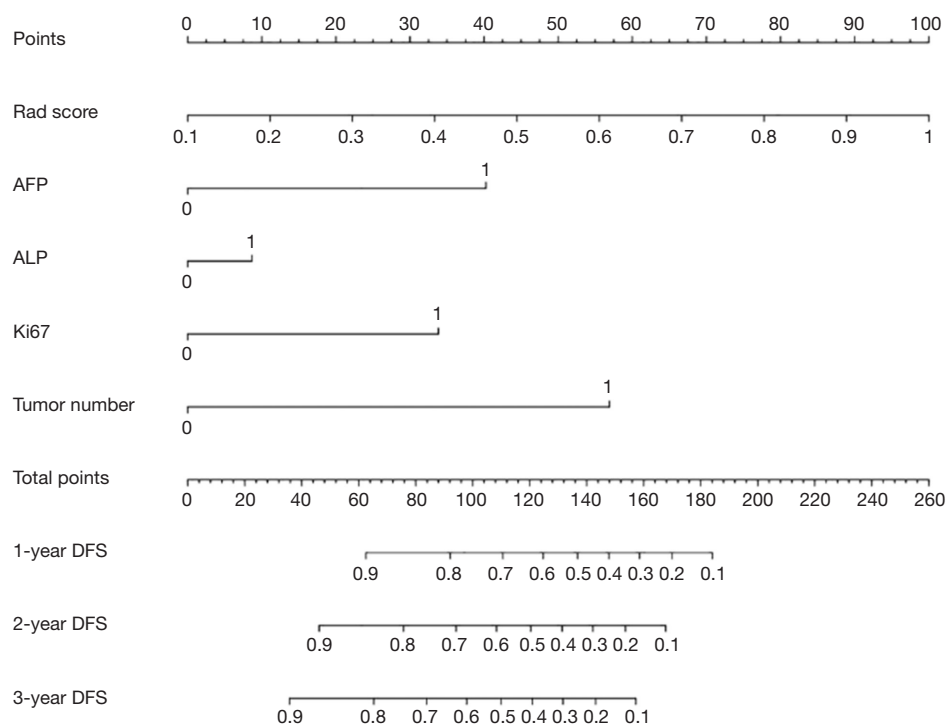 Points 0 10 20 30 40 50 60 70 80 90 100
Rad score
0.1 0.2 0.3 0.4 0.5 0.6 0.7 0.8 0.9 1
AFP 1
0
ALP 1
0
Ki67 1
0
Tumor number 1
0
Total points
0 20 40 60 80 100 120 140 160 180 200 220 240 260
1-year DFS
0.9 0.8 0.7 0.6 0.5 0.4 0.3 0.2 0.1
2-year DFS
0.9 0.8 0.7 0.6 0.5 0.4 0.3 0.2 0.1
3-year DFS
0.9 0.8 0.7 0.6 0.5 0.4 0.3 0.2 0.1